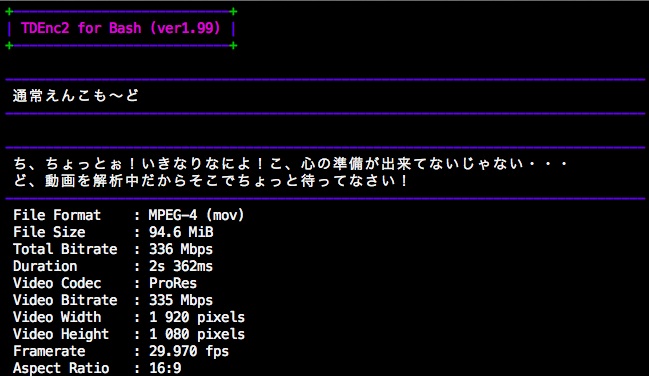 TDEnc2 for Bash (ver1.99)
通常えんこも～ど
ち、ちょっとぉ！いきなりなによ！こ、心の準備が出来てないじゃない・・・
ど、動画を解析中だからそこでちょっと待ってなさい！
File Format    : MPEG-4 (mov)
File Size      : 94.6 MiB
Total Bitrate  : 336 Mbps
Duration       : 2s 362ms
Video Codec    : ProRes
Video Bitrate  : 335 Mbps
Video Width    : 1 920 pixels
Video Height   : 1 080 pixels
Framerate      : 29.970 fps
Aspect Ratio   : 16:9